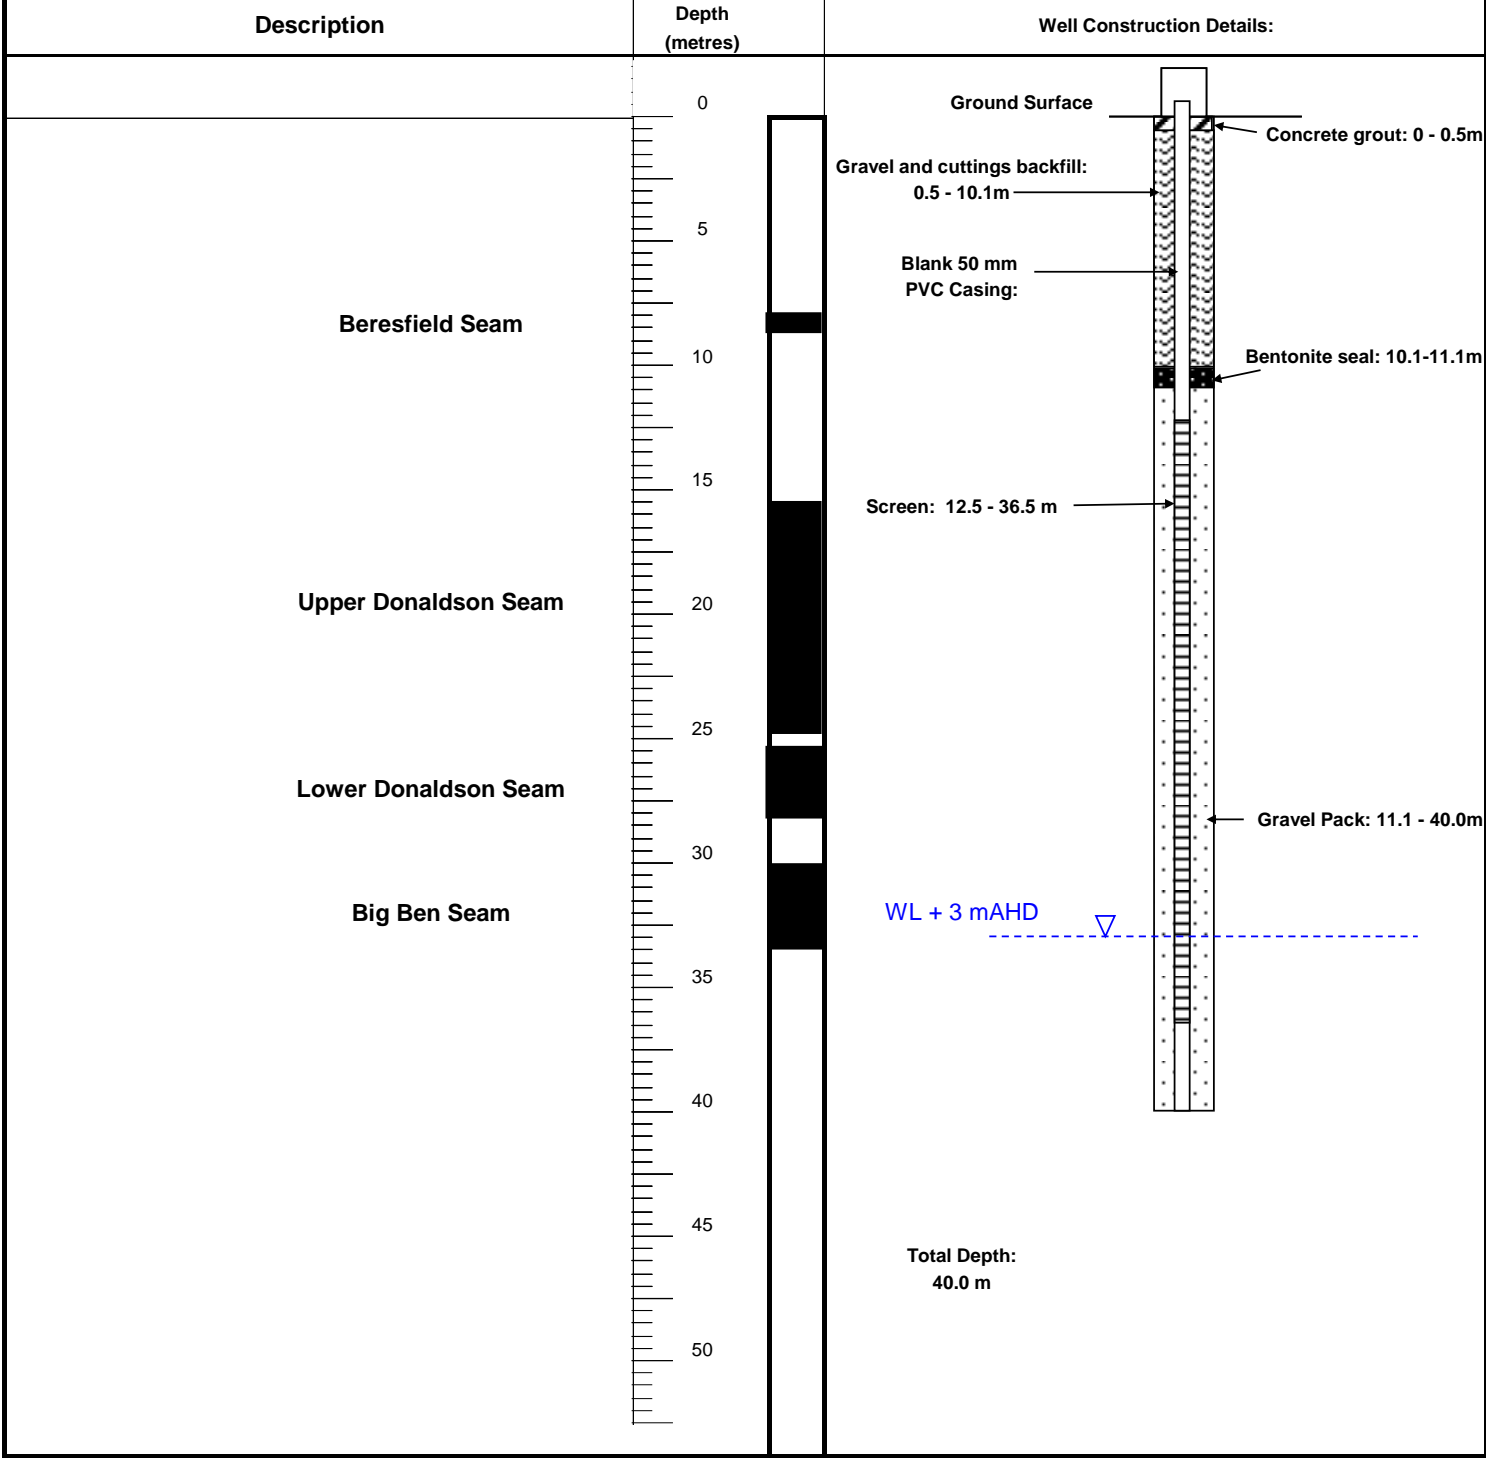 Description
Depth
(metres)
Well Construction Details:
0
Ground Surface
Concrete grout: 0 - 0.5m
Gravel and cuttings backfill:
0.5 - 10.1m
5
Blank 50 mm
PVC Casing:
Beresfield Seam
10
Bentonite seal: 10.1-11.1m
15
Screen:  12.5 - 36.5 m
Upper Donaldson Seam
20
25
Lower Donaldson Seam
Gravel Pack: 11.1 - 40.0m
30
Big Ben Seam
WL + 3 mAHD
35
40
45
Total Depth:
40.0 m
50